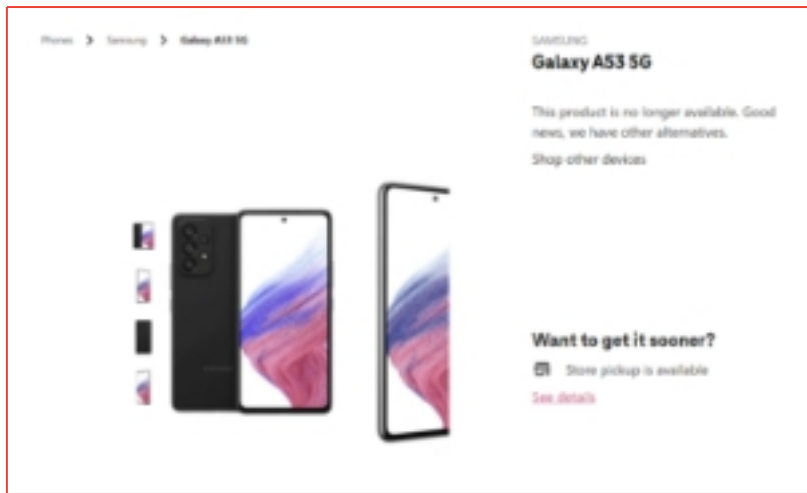 Phones > Samsung > Galaxy A53 5G
SAMSUNG
Galaxy A53 5G
This product is no longer available. Good
news, we have other alternatives.
Shop other devices
Want to get it sooner?
Store pickup is available
See details